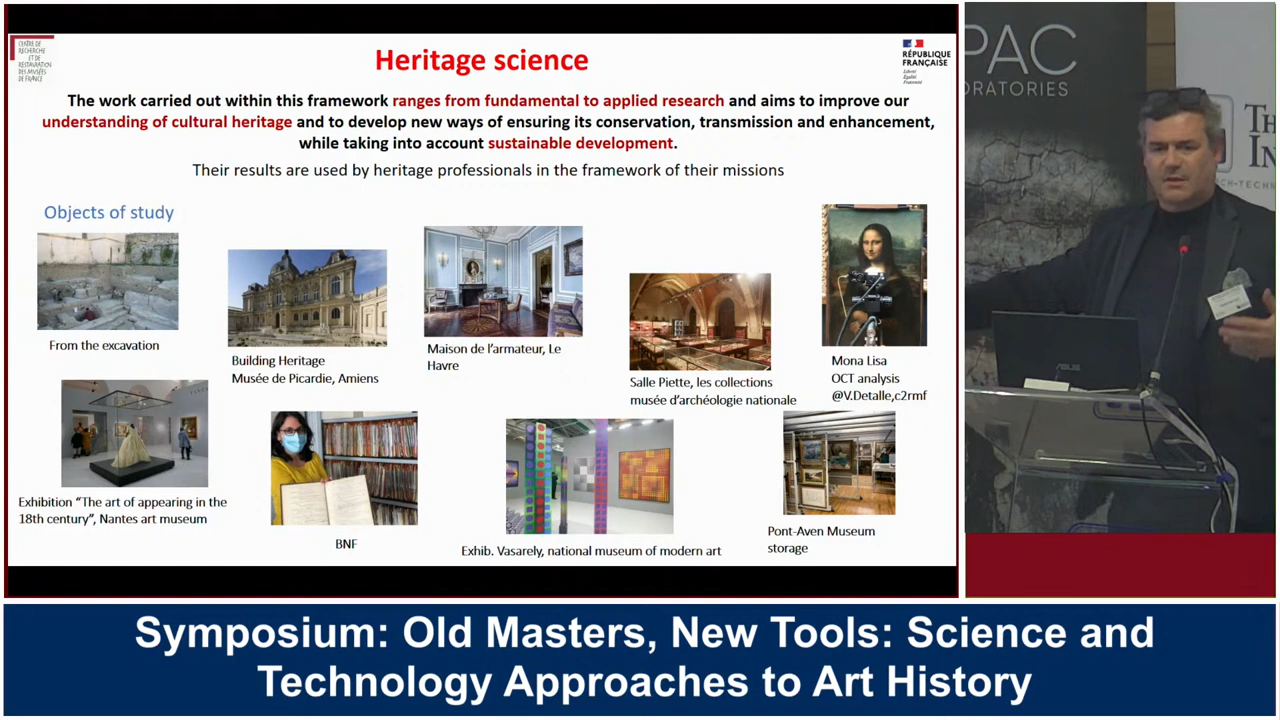 CENTRE DE
RECHERCHE
ET DE
RESTAURATION
DES MUSÉES
DE FRANCE
Heritage science
RÉPUBLIQUE
FRANÇAISE
Liberté
Égalité
Fraternité
The work carried out within this framework ranges from fundamental to applied research and aims to improve our
understanding of cultural heritage and to develop new ways of ensuring its conservation, transmission and enhancement,
while taking into account sustainable development.
Their results are used by heritage professionals in the framework of their missions
Objects of study
From the excavation
Building Heritage
Musée de Picardie, Amiens
Maison de l'armateur, Le
Havre
Salle Piette, les collections
musée d'archéologie nationale
Mona Lisa
OCT analysis
@V.Detalle,c2rmf
Exhibition "The art of appearing in the
18th century", Nantes art museum
BNF
Exhib. Vasarely, national museum of modern art
Pont-Aven Museum
storage
PAC
ORATORIES
ASUS
Symposium: Old Masters, New Tools: Science and
Technology Approaches to Art History